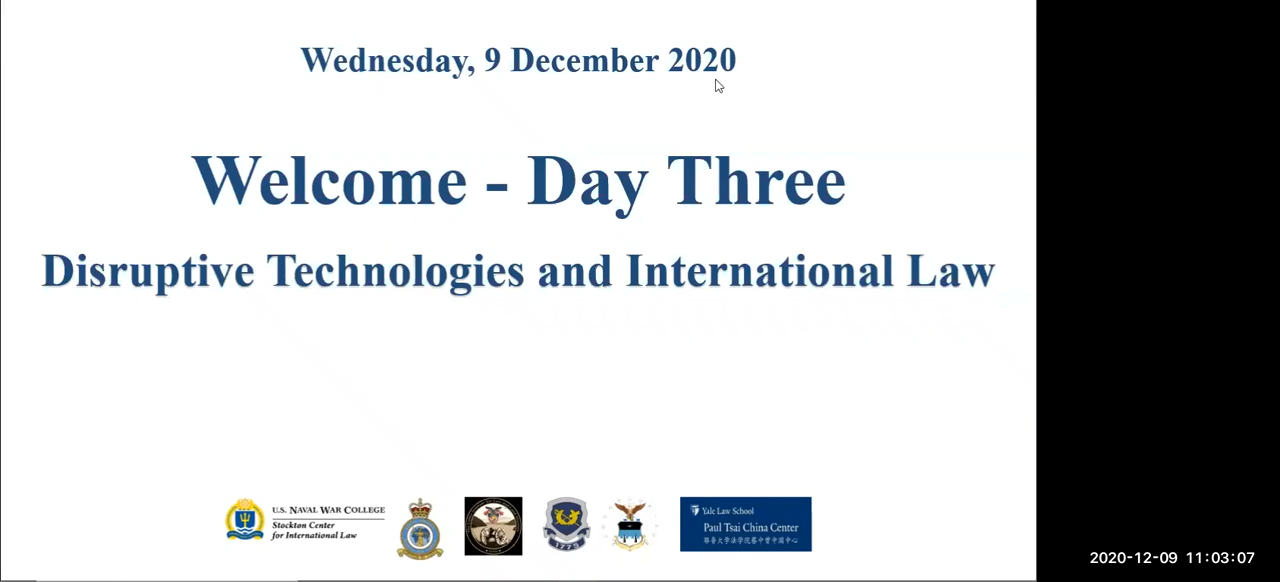 Wednesday, 9 December 2020
Welcome - Day Three
Disruptive Technologies and International Law
U.S. NAVAL WAR COLLEGE
Stockton Center
for International Law
1775
Yale Law School
Paul Tsai China Center
耶鲁大学法学院蔡中曾中国中心
2020-12-09 11:03:07